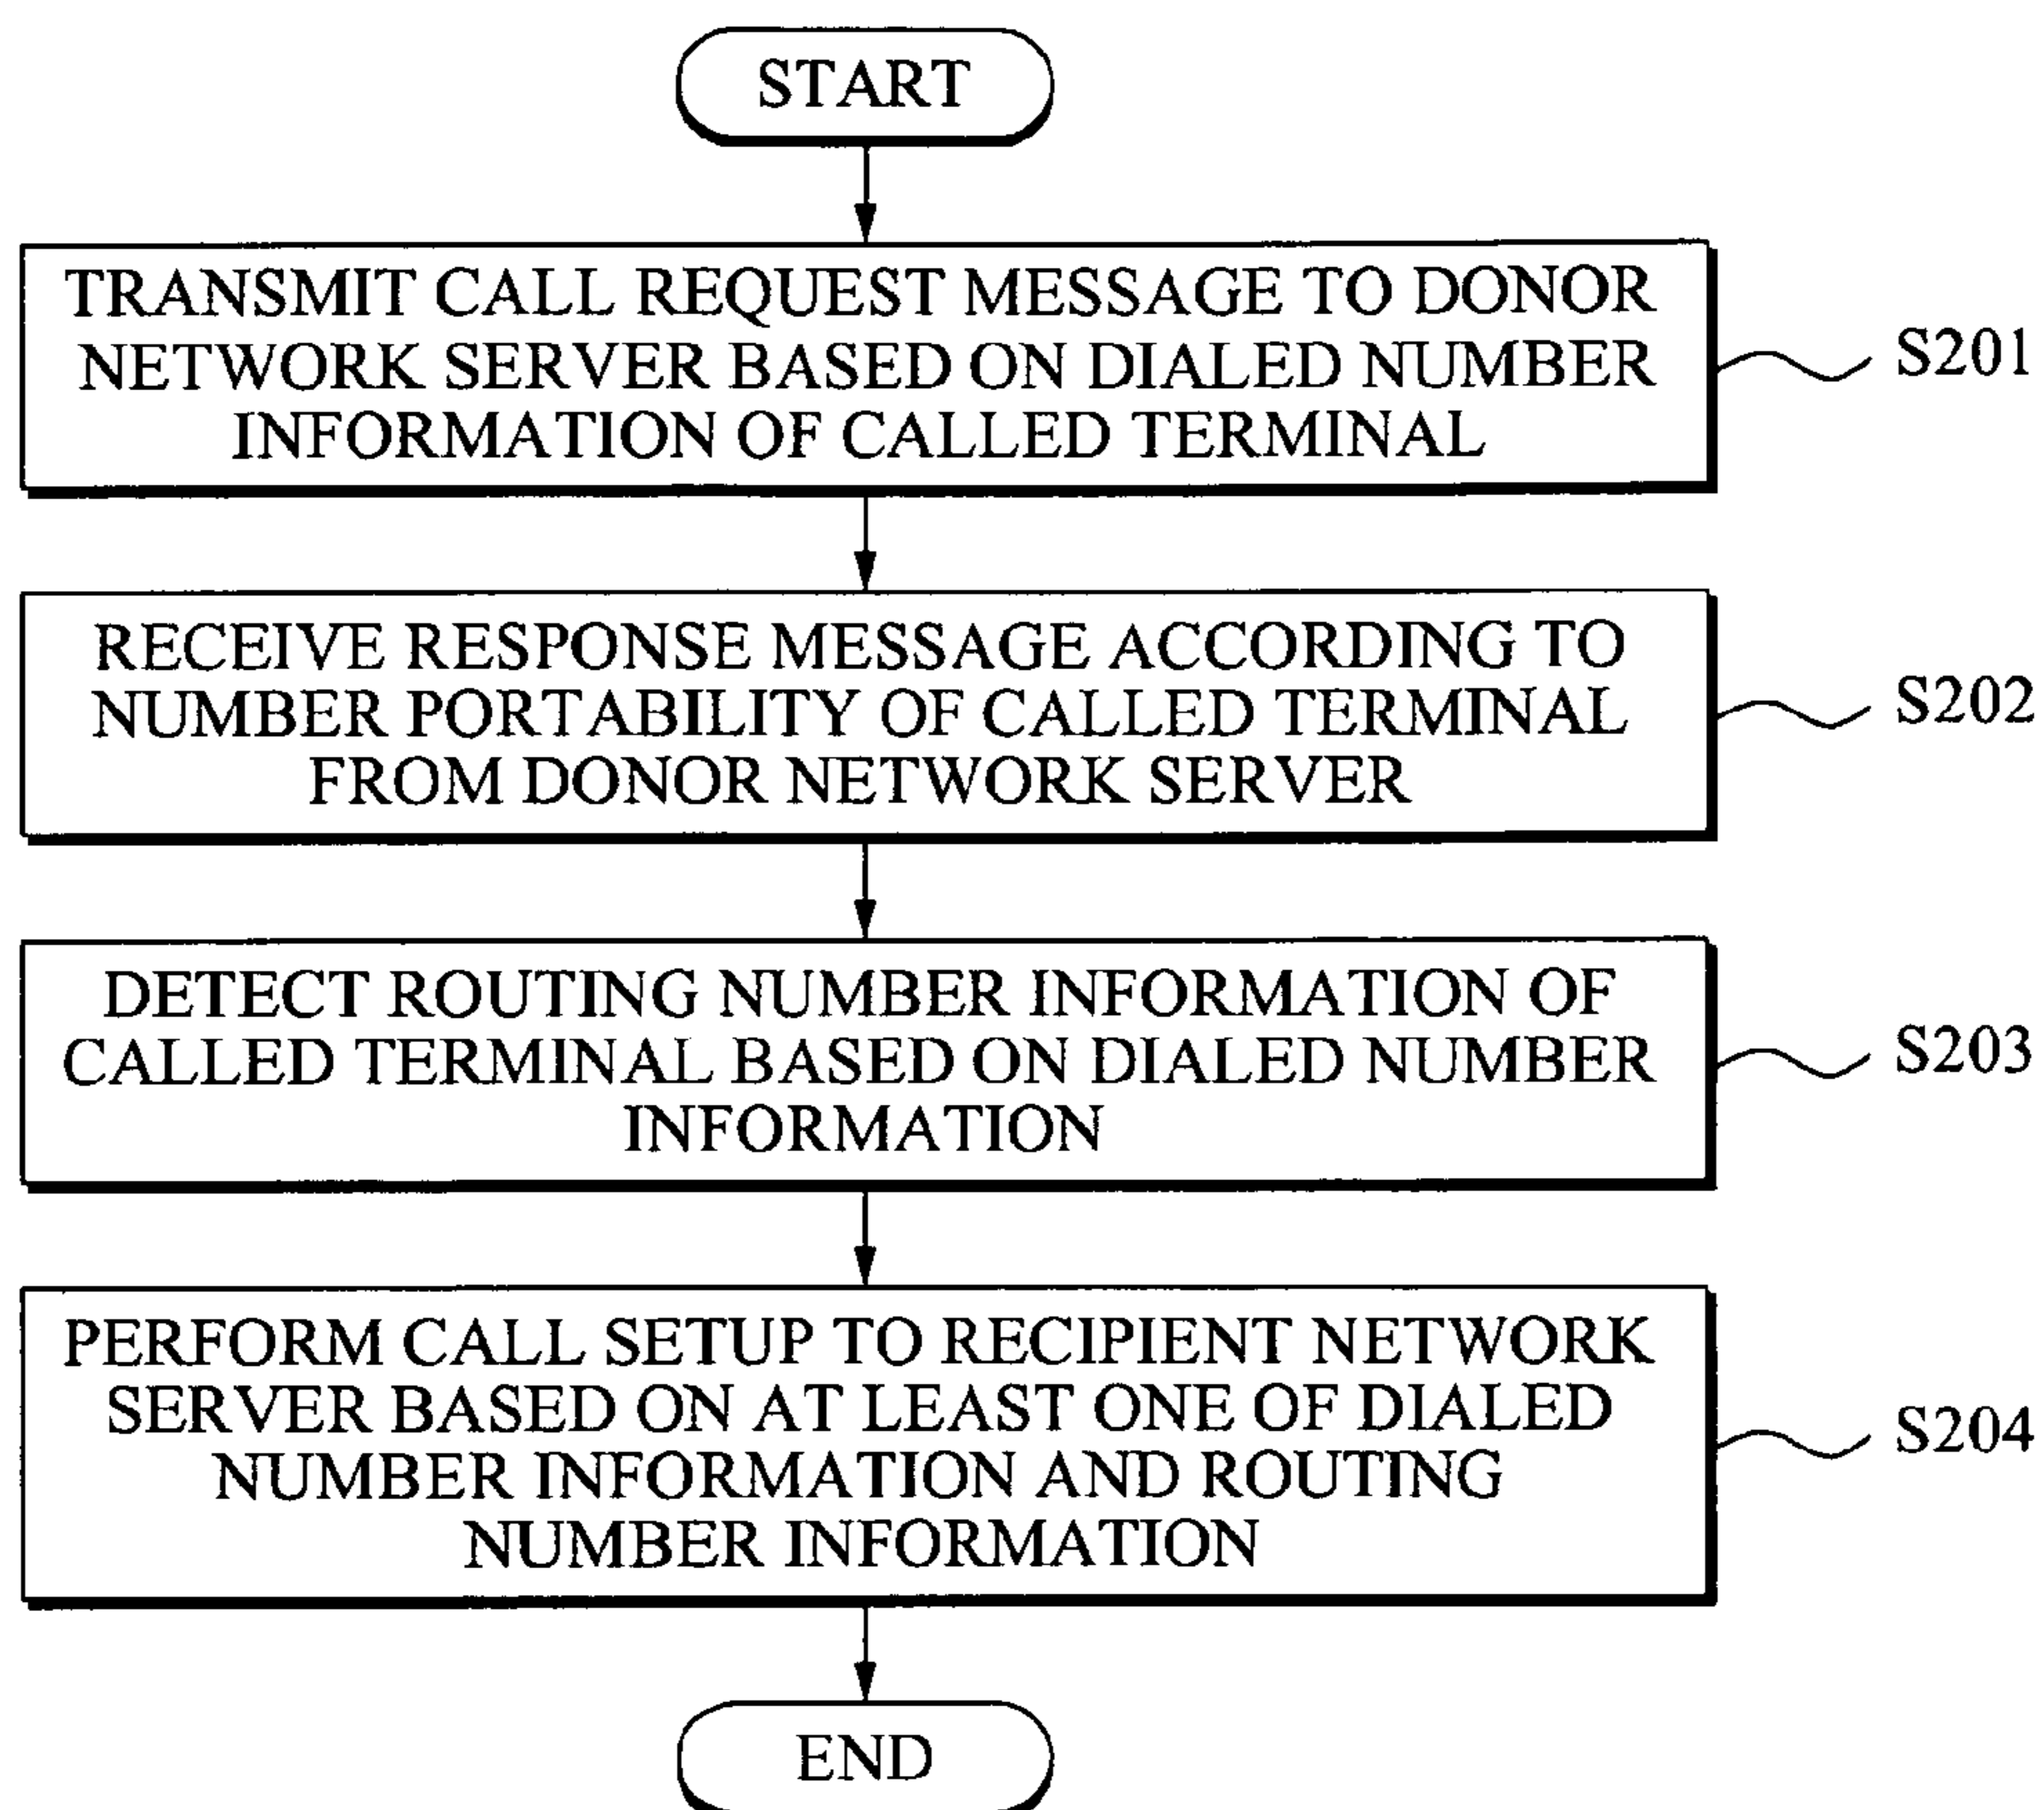 START
TRANSMIT CALL REQUEST MESSAGE TO DONOR
NETWORK SERVER BASED ON DIALED NUMBER
INFORMATION OF CALLED TERMINAL
S201
RECEIVE RESPONSE MESSAGE ACCORDING TO
NUMBER PORTABILITY OF CALLED TERMINAL
FROM DONOR NETWORK SERVER
S202
DETECT ROUTING NUMBER INFORMATION OF
CALLED TERMINAL BASED ON DIALED NUMBER
INFORMATION
S203
PERFORM CALL SETUP TO RECIPIENT NETWORK
SERVER BASED ON AT LEAST ONE OF DIALED
NUMBER INFORMATION AND ROUTING
NUMBER INFORMATION
S204
END